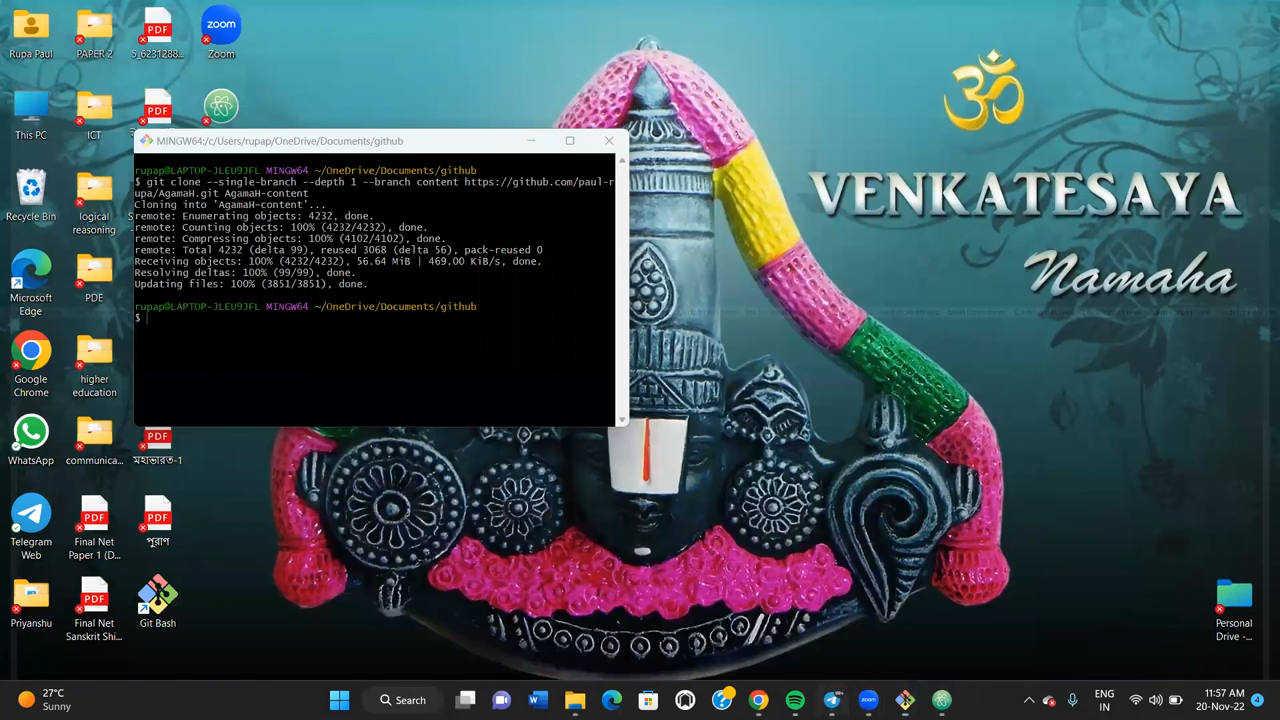 Rupa Paul
PAPER 2
5_6231288...
zoom
Zoom
This PC
ICT
PDF
MINGW64:/c/Users/rupap/OneDrive/Documents/github
rupap@LAPTOP-JLEU9JFL MINGW64 ~/OneDrive/Documents/github
$ git clone --single-branch --depth 1 --branch content https://github.com/paul-r
upa/AgamaH.git AgamaH-content
Cloning into 'AgamaH-content'...
remote: Enumerating objects: 4232, done.
remote: Counting objects: 100% (4232/4232), done.
remote: Compressing objects: 100% (4102/4102), done.
remote: Total 4232 (delta 99), reused 3068 (delta 56), pack-reused 0
Receiving objects: 100% (4232/4232), 56.64 MiB | 469.00 KiB/s, done.
Resolving deltas: 100% (99/99), done.
Updating files: 100% (3851/3851), done.
rupap@LAPTOP-JLEU9JFL MINGW64 ~/OneDrive/Documents/github
$
Recycle Bin
logical
reasoning
Microsoft
Edge
PDE
Google
Chrome
higher
education
WhatsApp
communica...
PDF
মহাভারত-1
Telegram
Web
PDF
Final Net
Paper 1 (D...
PDF
পুরাণ
Priyanshu
PDF
Final Net
Sanskrit Shi...
Git Bash
ॐ
VENKATESAYA
Namaha
Personal
Drive -...
27°C
Sunny
Search
ENG
IN
11:57 AM
20-Nov-22
4